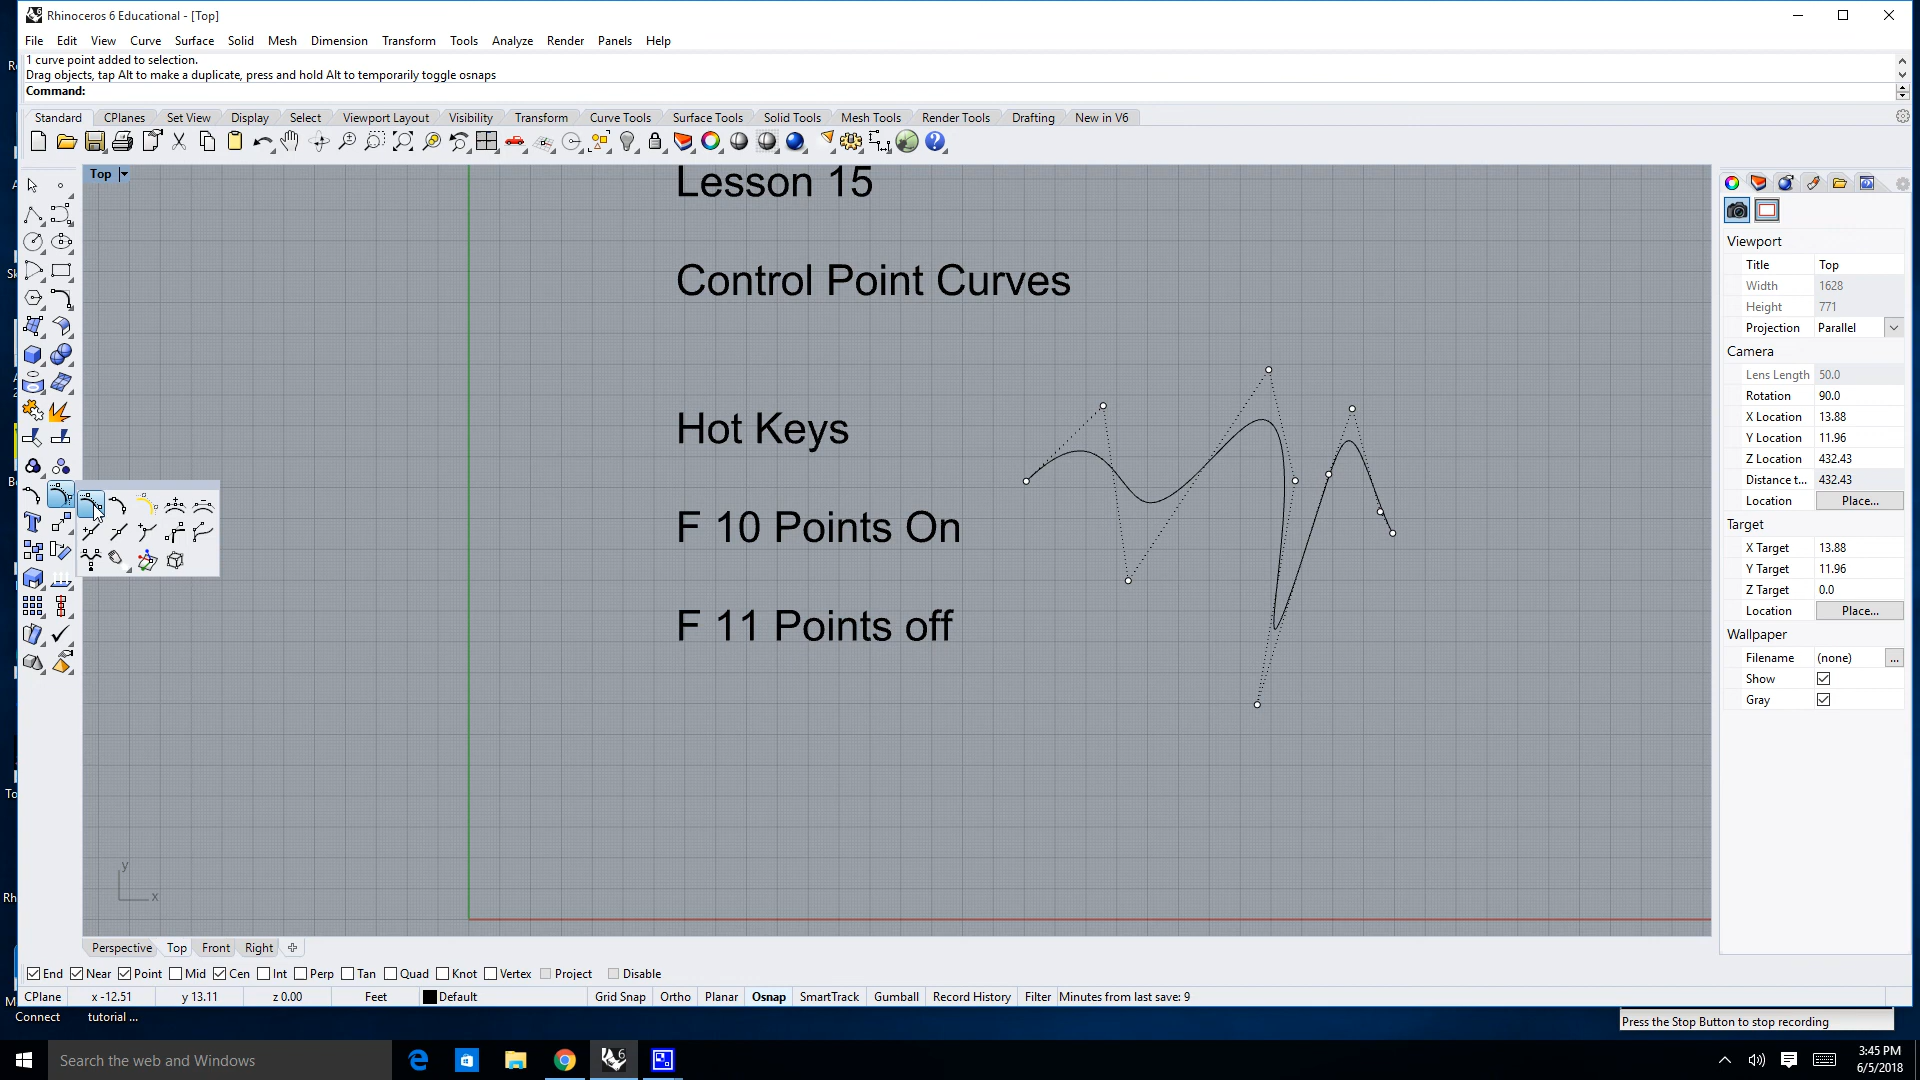 Rhinoceros 6 Educational - [Top]
File Edit View Curve Surface Solid Mesh Dimension Transform Tools Analyze Render Panels Help
1 curve point added to selection.
Drag objects, tap Alt to make a duplicate, press and hold Alt to temporarily toggle osnaps
Command:
Standard CPlanes Set View Display Select Viewport Layout Visibility Transform Curve Tools Surface Tools Solid Tools Mesh Tools Render Tools Drafting New in V6
Top
Lesson 15
Control Point Curves
Hot Keys
F 10 Points On
F 11 Points off
y
x
Viewport
Title Top
Width 1628
Height 771
Projection Parallel
Camera
Lens Length 50.0
Rotation 90.0
X Location 13.88
Y Location 11.96
Z Location 432.43
Distance t... 432.43
Location Place...
Target
X Target 13.88
Y Target 11.96
Z Target 0.0
Location Place...
Wallpaper
Filename (none) ...
Show
Gray
Perspective Top Front Right
End Near Point Mid Cen Int Perp Tan Quad Knot Vertex Project Disable
CPlane x -12.51 y 13.11 z 0.00 Feet Default Grid Snap Ortho Planar Osnap SmartTrack Gumball Record History Filter Minutes from last save: 9
Connect tutorial ...
Press the Stop Button to stop recording
Search the web and Windows
3:45 PM
6/5/2018